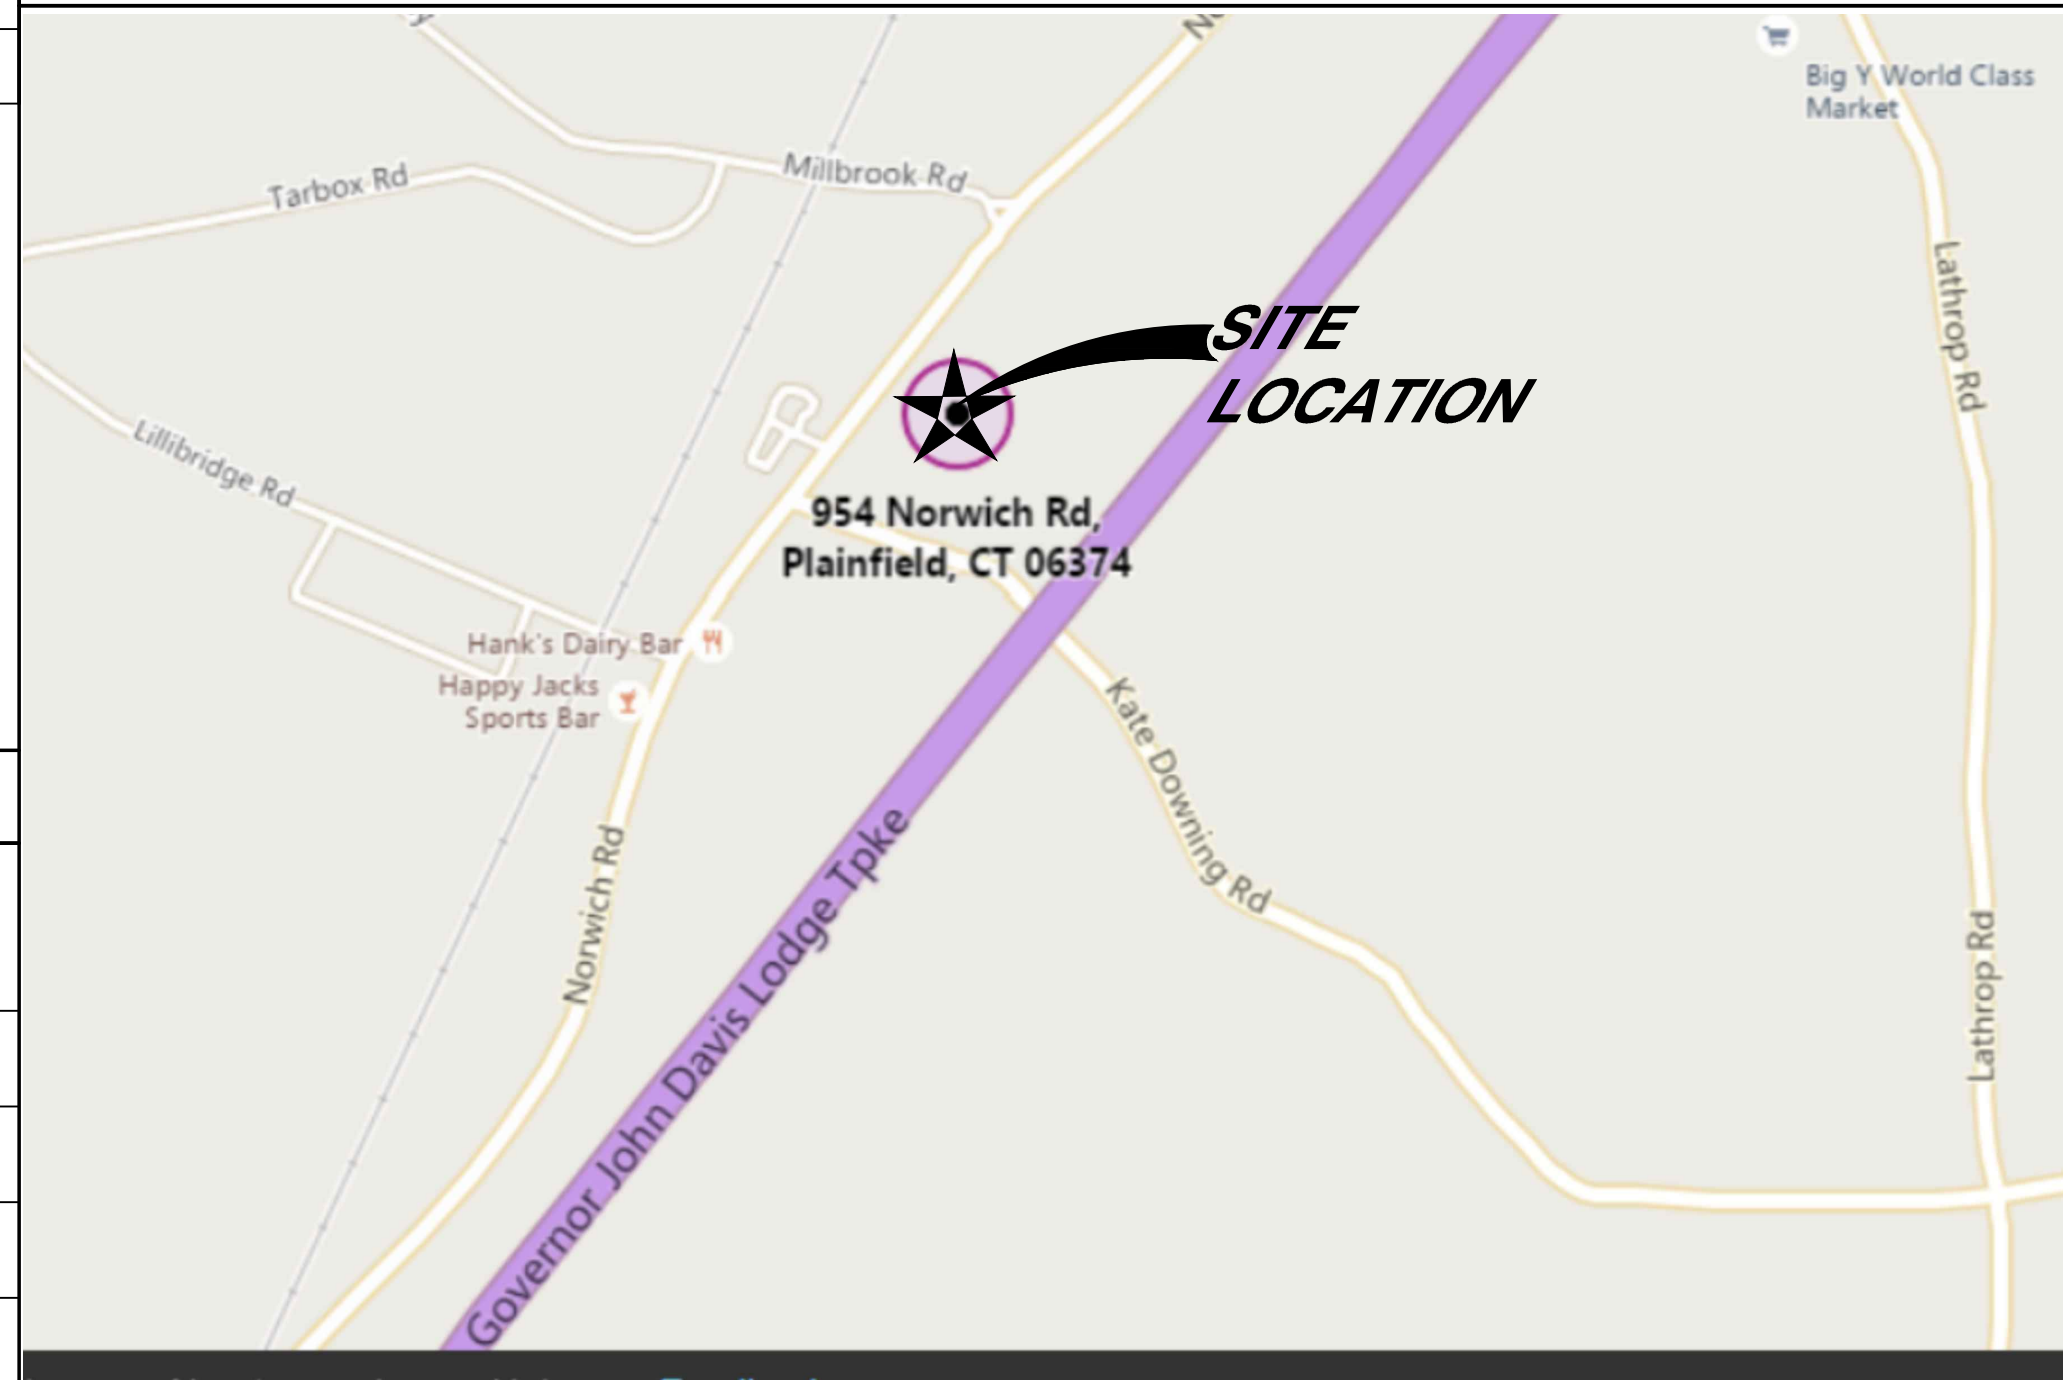 Big Y World Class
Market
Millbrook Rd
Tarbox Rd
Lathrop Rd
SITE
LOCATION
Lillibridge Rd
954 Norwich Rd,
Plainfield, CT 06374
Hank's Dairy Bar
Happy Jacks
Sports Bar
Kate Downing Rd
Norwich Rd
Governor John Davis Lodge Tpke
Lathrop Rd